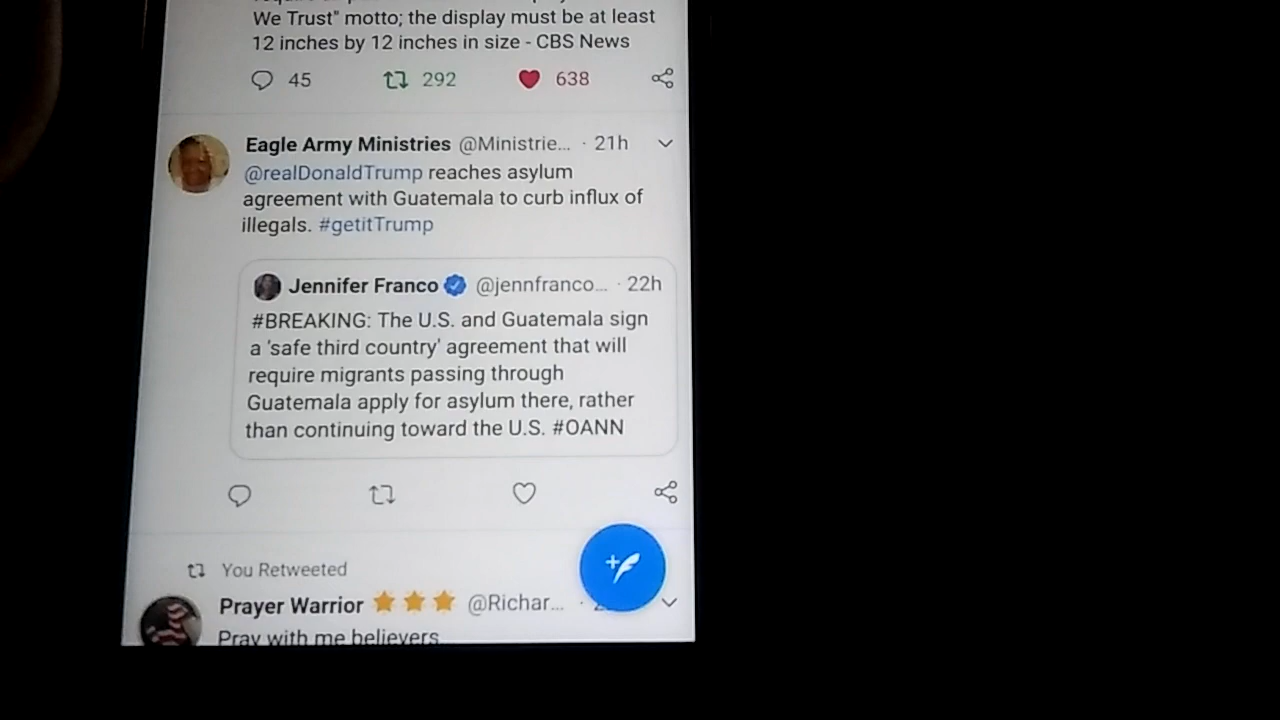 We Trust" motto; the display must be at least
12 inches by 12 inches in size - CBS News
45 292 638
Eagle Army Ministries @Ministrie... · 21h
@realDonaldTrump reaches asylum
agreement with Guatemala to curb influx of
illegals. #getitTrump
Jennifer Franco @jennfranco... · 22h
#BREAKING: The U.S. and Guatemala sign
a 'safe third country' agreement that will
require migrants passing through
Guatemala apply for asylum there, rather
than continuing toward the U.S. #OANN
You Retweeted
Prayer Warrior @Richar... ·
Pray with me believers